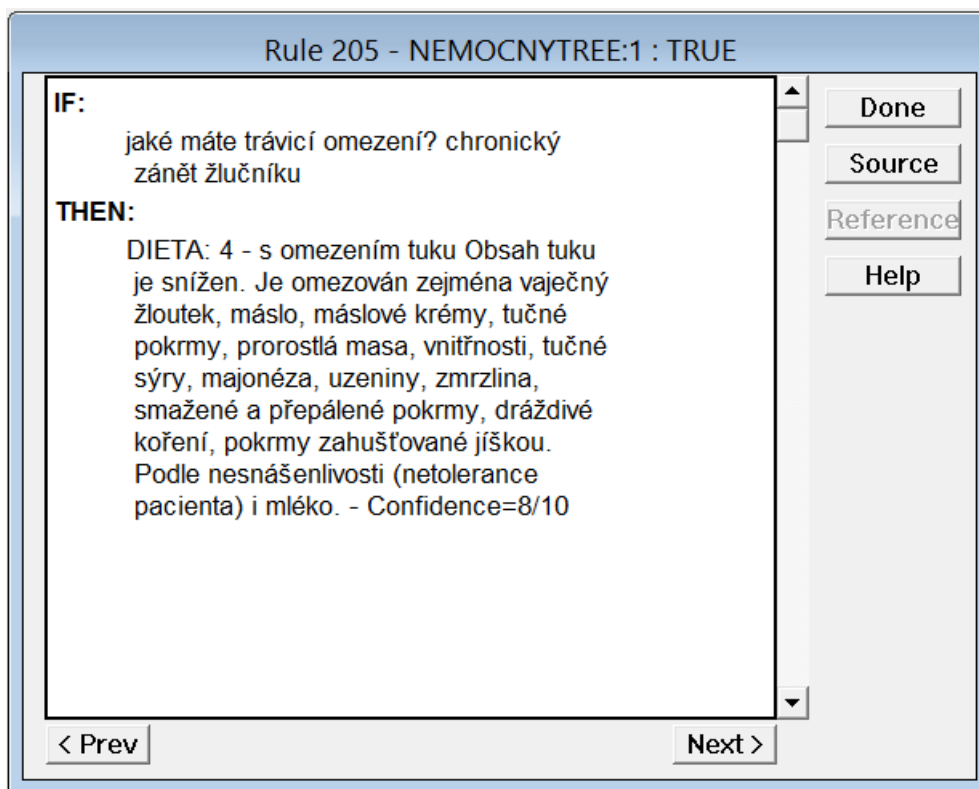 Rule 205 - NEMOCNYTREE:1 : TRUE
IF:
jaké máte trávicí omezení? chronický
zánět žlučníku
THEN:
DIETA: 4 - s omezením tuku Obsah tuku
je snížen. Je omezován zejména vaječný
žloutek, máslo, máslové krémy, tučné
pokrmy, prorostlá masa, vnitřnosti, tučné
sýry, majonéza, uzeniny, zmrzlina,
smažené a přepálené pokrmy, dráždivé
koření, pokrmy zahušťované jíškou.
Podle nesnášenlivosti (netolerance
pacienta) i mléko. - Confidence=8/10
Done
Source
Reference
Help
< Prev
Next >